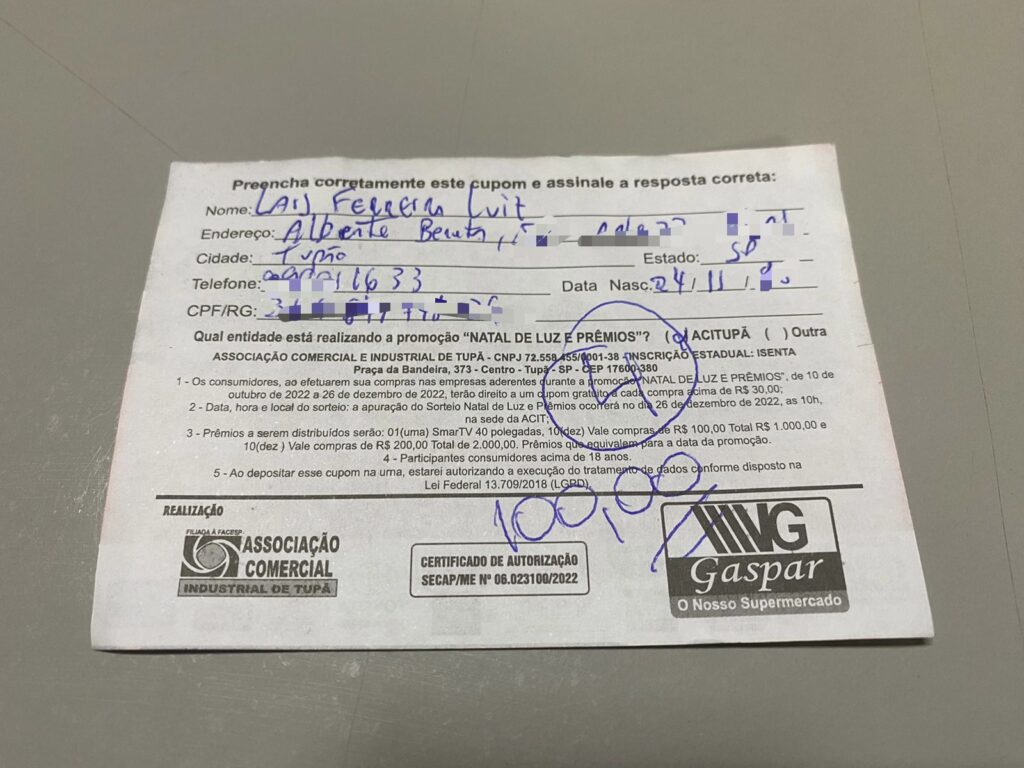 Preencha corretamente este cupom e assinale a resposta correta:
Nome: LAIS FERREIRA LUIZ
Endereço: Alberto
Cidade: Tupão Estado: SP
Telefone: 1633 Data Nasc. 24/11/
CPF/RG:
Qual entidade está realizando a promoção “NATAL DE LUZ E PRÊMIOS”? ( ) ACITUPÃ ( ) Outra
ASSOCIAÇÃO COMERCIAL E INDUSTRIAL DE TUPÃ - CNPJ 72.558.455/0001-38 - INSCRIÇÃO ESTADUAL: ISENTA
Praça da Bandeira, 373 - Centro - Tupã - SP - CEP 17600-380
1 - Os consumidores, ao efetuarem sua compras nas empresas aderentes durante a promoção “NATAL DE LUZ E PRÊMIOS”, de 10 de
outubro de 2022 a 26 de dezembro de 2022, terão direito a um cupom gratuito a cada compra acima de R$ 30,00;
2 - Data, hora e local do sorteio: a apuração do Sorteio Natal de Luz e Prêmios ocorrerá no dia 26 de dezembro de 2022, as 10h,
na sede da ACIT;
3 - Prêmios a serem distribuídos serão: 01(uma) SmarTV 40 polegadas, 10(dez) Vale compras de R$ 100,00 Total R$ 1.000,00 e
10(dez ) Vale compras de R$ 200,00 Total de 2.000,00. Prêmios que equivalem para a data da promoção.
4 - Participantes consumidores acima de 18 anos.
5 - Ao depositar esse cupom na urna, estarei autorizando a execução do tratamento de dados conforme disposto na
Lei Federal 13.709/2018 (LGPD).
100,00
REALIZAÇÃO
FILIADA À FACESP
ASSOCIAÇÃO
COMERCIAL
INDUSTRIAL DE TUPÃ
CERTIFICADO DE AUTORIZAÇÃO
SECAP/ME Nº 06.023100/2022
VG
Gaspar
O Nosso Supermercado